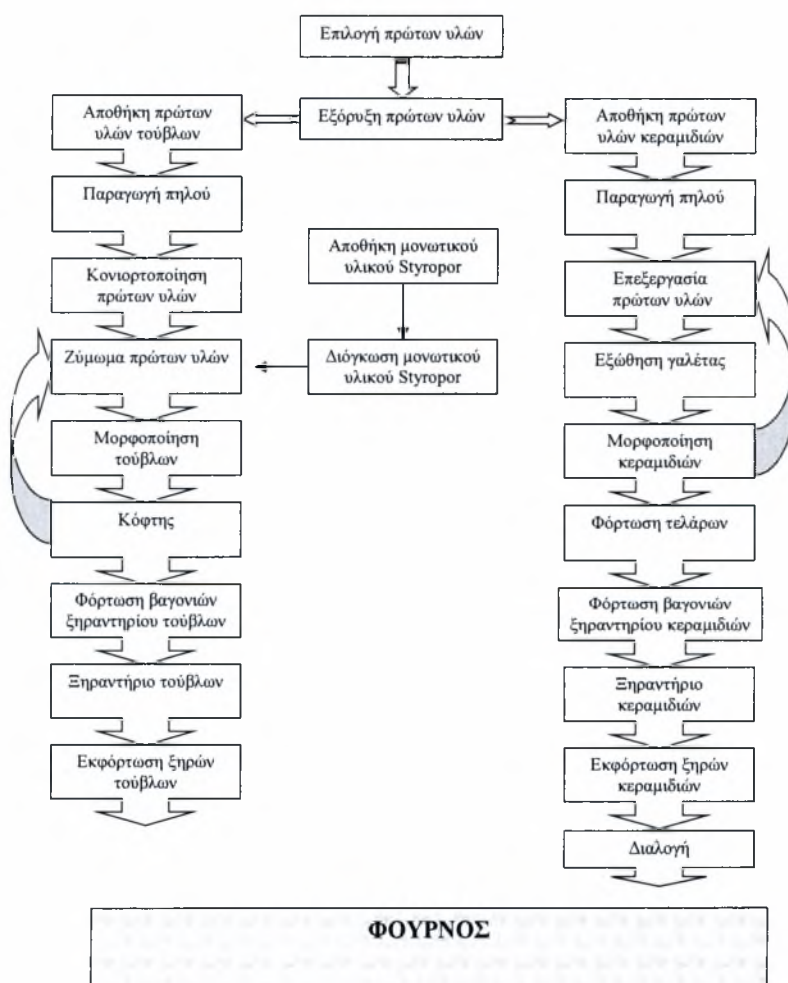 Επιλογή πρώτων υλών
Εξόρυξη πρώτων υλών
Αποθήκη πρώτων
υλών τούβλων
Παραγωγή πηλού
Κονιορτοποίηση
πρώτων υλών
Ζύμωμα πρώτων υλών
Μορφοποίηση
τούβλων
Κόφτης
Φόρτωση βαγονιών
ξηραντηρίου τούβλων
Ξηραντήριο τούβλων
Εκφόρτωση ξηρών
τούβλων
Αποθήκη μονωτικού
υλικού Styropor
Διόγκωση μονωτικού
υλικού Styropor
Αποθήκη πρώτων
υλών κεραμιδιών
Παραγωγή πηλού
Επεξεργασία
πρώτων υλών
Εξώθηση γαλέτας
Μορφοποίηση
κεραμιδιών
Φόρτωση τελάρων
Φόρτωση βαγονιών
ξηραντηρίου κεραμιδιών
Ξηραντήριο
κεραμιδιών
Εκφόρτωση ξηρών
κεραμιδιών
Διαλογή
ΦΟΥΡΝΟΣ